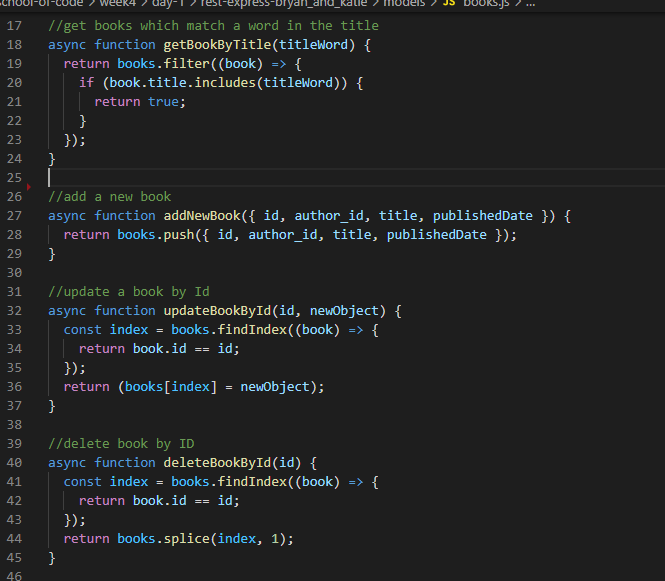 school-of-code > week4 > day-1 > rest-express-bryan_and_katie > models > JS books.js > ...
17 //get books which match a word in the title
18 async function getBookByTitle(titleWord) {
19   return books.filter((book) => {
20     if (book.title.includes(titleWord)) {
21       return true;
22     }
23   });
24 }
25
26 //add a new book
27 async function addNewBook({ id, author_id, title, publishedDate }) {
28   return books.push({ id, author_id, title, publishedDate });
29 }
30
31 //update a book by Id
32 async function updateBookById(id, newObject) {
33   const index = books.findIndex((book) => {
34     return book.id == id;
35   });
36   return (books[index] = newObject);
37 }
38
39 //delete book by ID
40 async function deleteBookById(id) {
41   const index = books.findIndex((book) => {
42     return book.id == id;
43   });
44   return books.splice(index, 1);
45 }
46